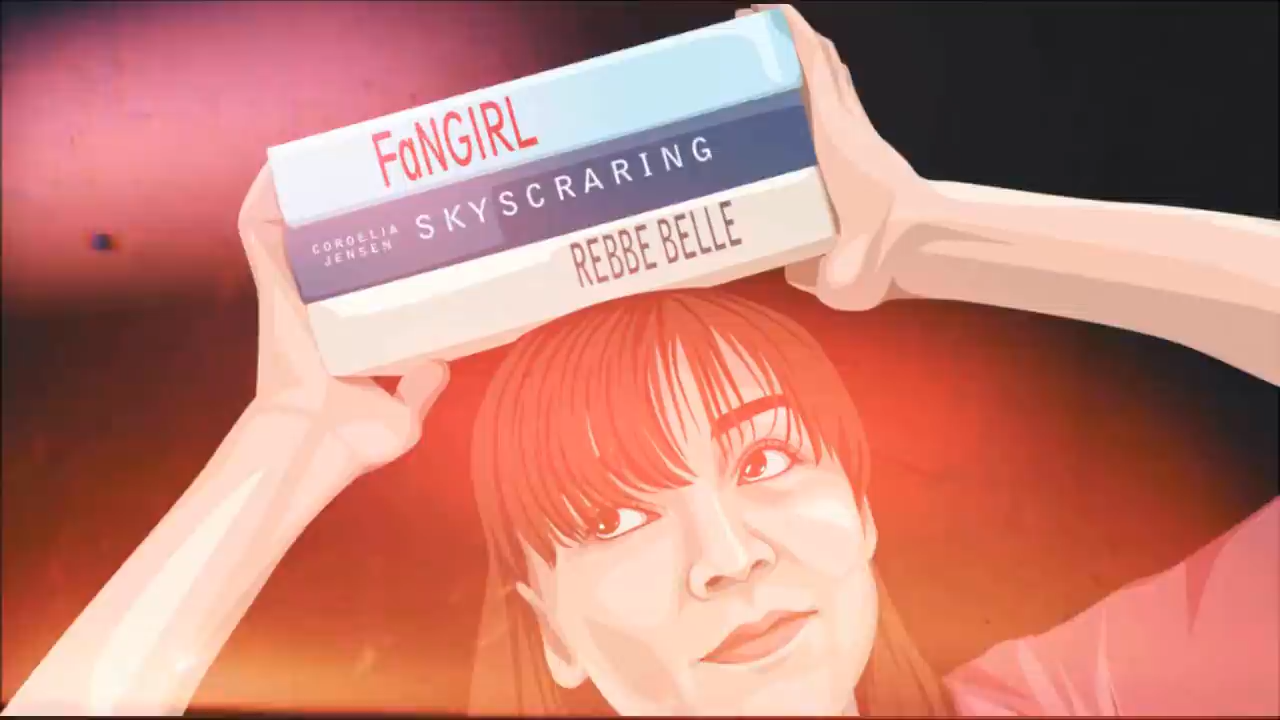 FaNGIRL
CORDELIA
JENSEN
SKYSCRARING
REBBE BELLE